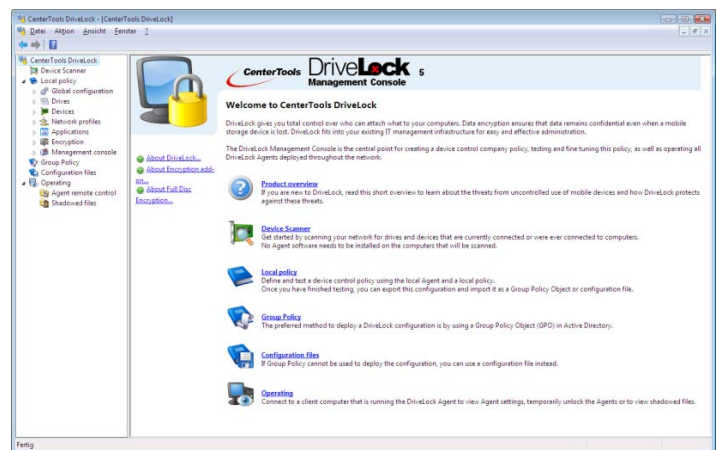 CenterTools DriveLock - [CenterTools DriveLock]
Datei Aktion Ansicht Fenster ?
CenterTools DriveLock
Device Scanner
Local policy
Global configuration
Drives
Devices
Network profiles
Applications
Encryption
Management console
Group Policy
Configuration files
Operating
Agent remote control
Shadowed files
About DriveLock...
About Encryption add-
on...
About Full Disc
Encryption...
CenterTools DriveLock 5
Management Console
Welcome to CenterTools DriveLock
DriveLock gives you total control over who can attach what to your computers. Data encryption ensures that data remains confidential even when a mobile
storage device is lost. DriveLock fits into your existing IT management infrastructure for easy and effective administration.
The DriveLock Management Console is the central point for creating a device control company policy, testing and fine tuning this policy, as well as operating all
DriveLock Agents deployed throughout the network.
Product overview
If you are new to DriveLock, read this short overview to learn about the threats from uncontrolled use of mobile devices and how DriveLock protects
against these threats.
Device Scanner
Get started by scanning your network for drives and devices that are currently connected or were ever connected to computers.
No Agent software needs to be installed on the computers that will be scanned.
Local policy
Define and test a device control policy using the local Agent and a local policy.
Once you have finished testing, you can export this configuration and import it as a Group Policy Object or configuration file.
Group Policy
The preferred method to deploy a DriveLock configuration is by using a Group Policy Object (GPO) in Active Directory.
Configuration files
If Group Policy cannot be used to deploy the configuration, you can use a configuration file instead.
Operating
Connect to a client computer that is running the DriveLock Agent to view Agent settings, temporarily unlock the Agents or to view shadowed files.
Fertig